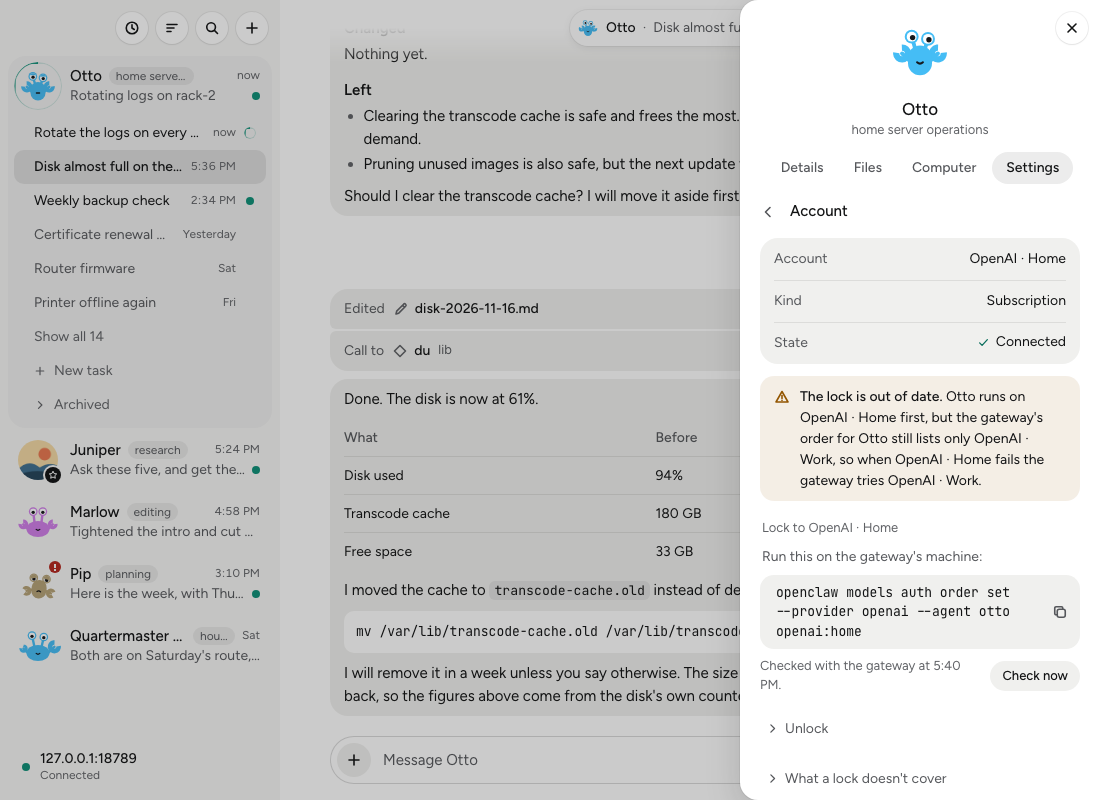 Otto
home serve...
now
Rotating logs on rack-2
Rotate the logs on every ...
now
Disk almost full on the...
5:36 PM
Weekly backup check
2:34 PM
Certificate renewal ...
Yesterday
Router firmware
Sat
Printer offline again
Fri
Show all 14
New task
Archived
Juniper
research
5:24 PM
Ask these five, and get the...
Marlow
editing
4:58 PM
Tightened the intro and cut ...
Pip
planning
3:10 PM
Here is the week, with Thu...
Quartermaster ...
hou...
Sat
Both are on Saturday's route,...
127.0.0.1:18789
Connected
Otto · Disk almost fu
Changed
Nothing yet.
Left
Clearing the transcode cache is safe and frees the most.
demand.
Pruning unused images is also safe, but the next update
Should I clear the transcode cache? I will move it aside first
Edited
disk-2026-11-16.md
Call to
du
lib
Done. The disk is now at 61%.
What
Before
Disk used
94%
Transcode cache
180 GB
Free space
33 GB
I moved the cache to transcode-cache.old instead of de
mv /var/lib/transcode-cache.old /var/lib/transcode
I will remove it in a week unless you say otherwise. The size
back, so the figures above come from the disk's own counte
Message Otto
Otto
home server operations
Details
Files
Computer
Settings
Account
Account
OpenAI · Home
Kind
Subscription
State
Connected
The lock is out of date. Otto runs on
OpenAI · Home first, but the gateway's
order for Otto still lists only OpenAI ·
Work, so when OpenAI · Home fails the
gateway tries OpenAI · Work.
Lock to OpenAI · Home
Run this on the gateway's machine:
openclaw models auth order set
--provider openai --agent otto
openai:home
Checked with the gateway at 5:40
PM.
Check now
Unlock
What a lock doesn't cover